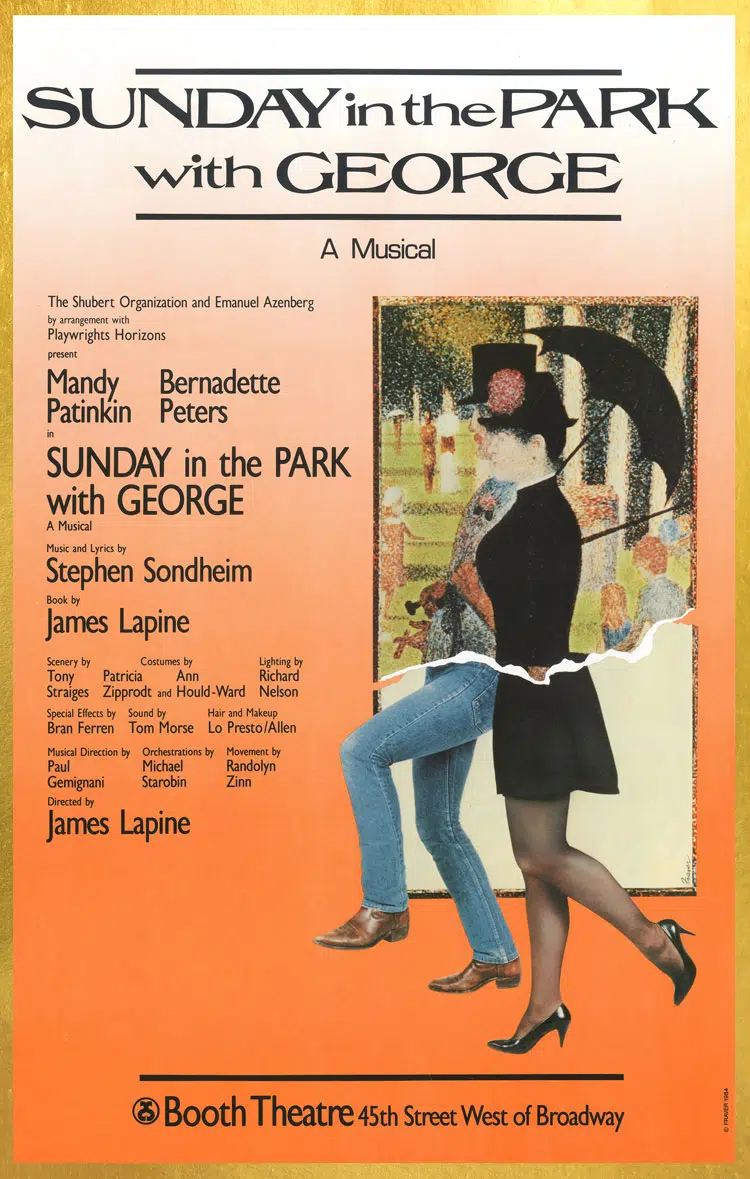 SUNDAY in the PARK
with GEORGE
A Musical
The Shubert Organization and Emanuel Azenberg
by arrangement with
Playwrights Horizons
present
Mandy Bernadette
Patinkin Peters
in
SUNDAY in the PARK
with GEORGE
A Musical
Music and Lyrics by
Stephen Sondheim
Book by
James Lapine
Scenery by Costumes by Lighting by
Tony Patricia Ann Richard
Straiges Zipprodt and Hould-Ward Nelson
Special Effects by Sound by Hair and Makeup
Bran Ferren Tom Morse Lo Presto/Allen
Musical Direction by Orchestrations by Movement by
Paul Michael Randolyn
Gemignani Starobin Zinn
Directed by
James Lapine
Fraver
Booth Theatre 45th Street West of Broadway
© FRAVER 1984